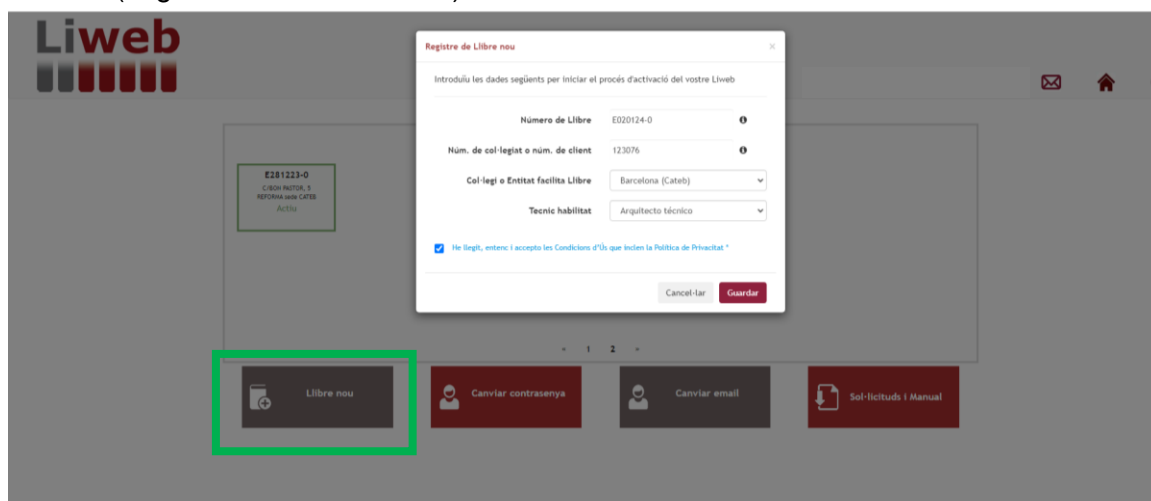 Liweb
Registre de Llibre nou
×
Introduïu les dades següents per iniciar el procés d'activació del vostre Liweb
Número de Llibre E020124-0
Núm. de col·legiat o núm. de client 123076
Col·legi o Entitat facilita Llibre Barcelona (Cateb)
Tecnic habilitat Arquitecto técnico
He llegit, entenc i accepto les Condicions d'Ús que inclen la Política de Privacitat *
Cancel·lar Guardar
E281223-0
C/BON PASTOR, 5
REFORMA seda CATEB
Actiu
« 1 2 »
Llibre nou
Canviar contrasenya
Canviar email
Sol·licituds i Manual